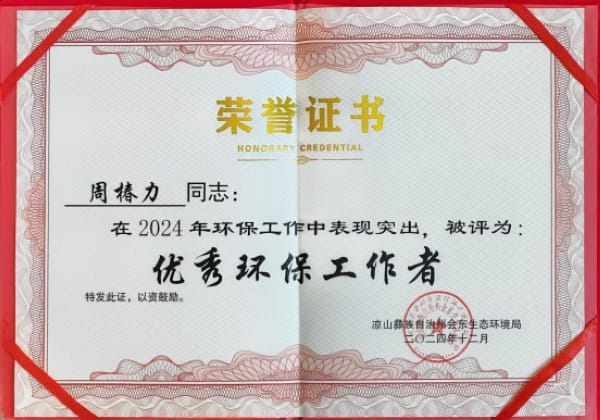 荣誉证书
HONORARY CREDENTIAL
周椿力 同志：
在2024年环保工作中表现突出，被评为：
优秀环保工作者
特发此证，以资鼓励。
凉山彝族自治州会东生态环境局
二〇二四年十二月